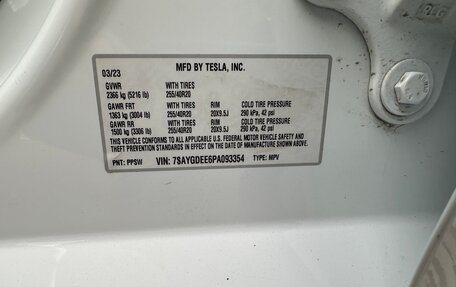 03/23 MFD BY TESLA, INC.
GVWR WITH TIRES
2366 kg (5216 lb) 255/40R20
GAWR FRT WITH TIRES RIM COLD TIRE PRESSURE
1363 kg (3004 lb) 255/40R20 20X9.5J 290 kPa, 42 psi
GAWR RR WITH TIRES RIM COLD TIRE PRESSURE
1500 kg (3306 lb) 255/40R20 20X9.5J 290 kPa, 42 psi
THIS VEHICLE CONFORMS TO ALL APPLICABLE U.S. FEDERAL MOTOR VEHICLE SAFETY AND
THEFT PREVENTION STANDARDS IN EFFECT ON THE DATE OF MANUFACTURE SHOWN ABOVE.
PNT: PPSW VIN: 7SAYGDEE6PA093354 TYPE: MPV